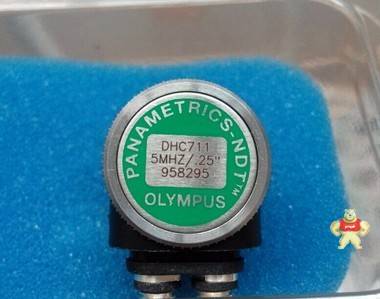 PANAMETRICS-NDT™
DHC711
5MHZ/.25"
958295
OLYMPUS